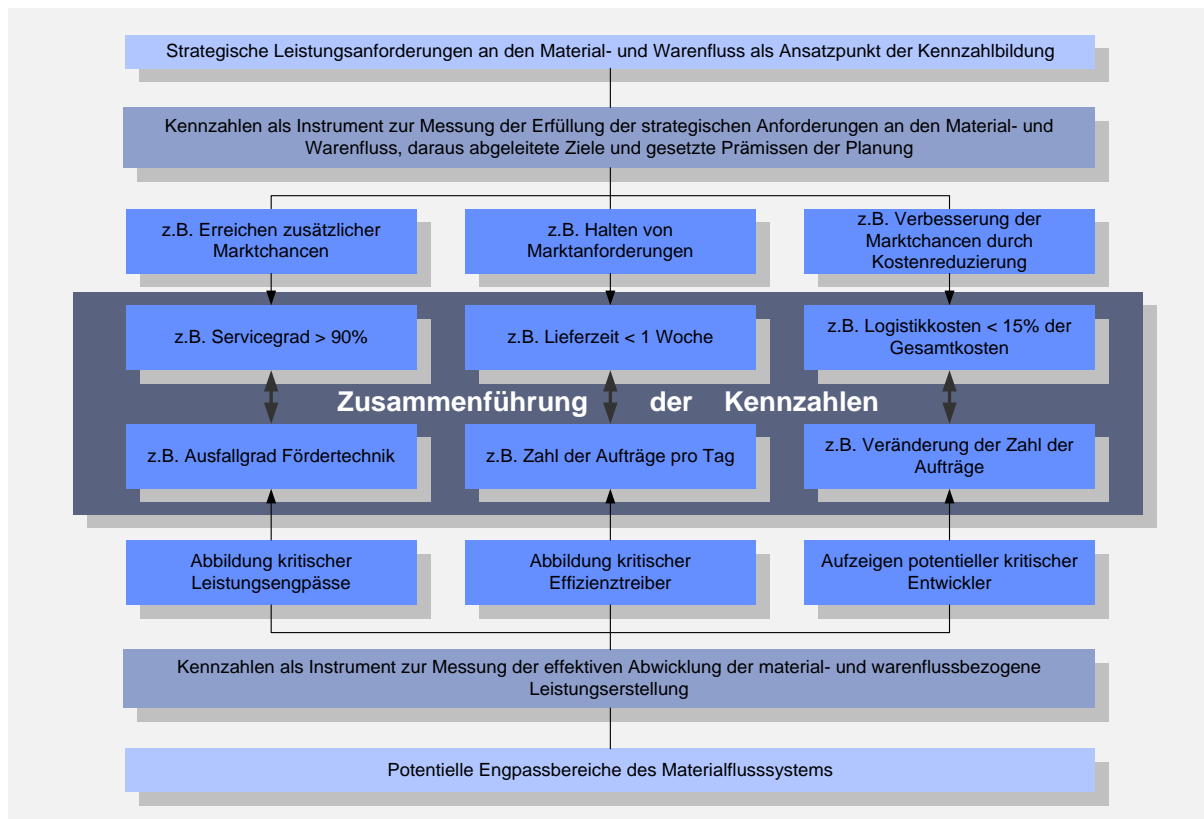 Strategische Leistungsanforderungen an den Material- und Warenfluss als Ansatzpunkt der Kennzahlbildung
Kennzahlen als Instrument zur Messung der Erfüllung der strategischen Anforderungen an den Material- und
Warenfluss, daraus abgeleitete Ziele und gesetzte Prämissen der Planung
z.B. Erreichen zusätzlicher
Marktchancen
z.B. Halten von
Marktanforderungen
z.B. Verbesserung der
Marktchancen durch
Kostenreduzierung
z.B. Servicegrad > 90%
z.B. Lieferzeit < 1 Woche
z.B. Logistikkosten < 15% der
Gesamtkosten
Zusammenführung der Kennzahlen
z.B. Ausfallgrad Fördertechnik
z.B. Zahl der Aufträge pro Tag
z.B. Veränderung der Zahl der
Aufträge
Abbildung kritischer
Leistungsengpässe
Abbildung kritischer
Effizienztreiber
Aufzeigen potentieller kritischer
Entwickler
Kennzahlen als Instrument zur Messung der effektiven Abwicklung der material- und warenflussbezogene
Leistungserstellung
Potentielle Engpassbereiche des Materialflusssystems